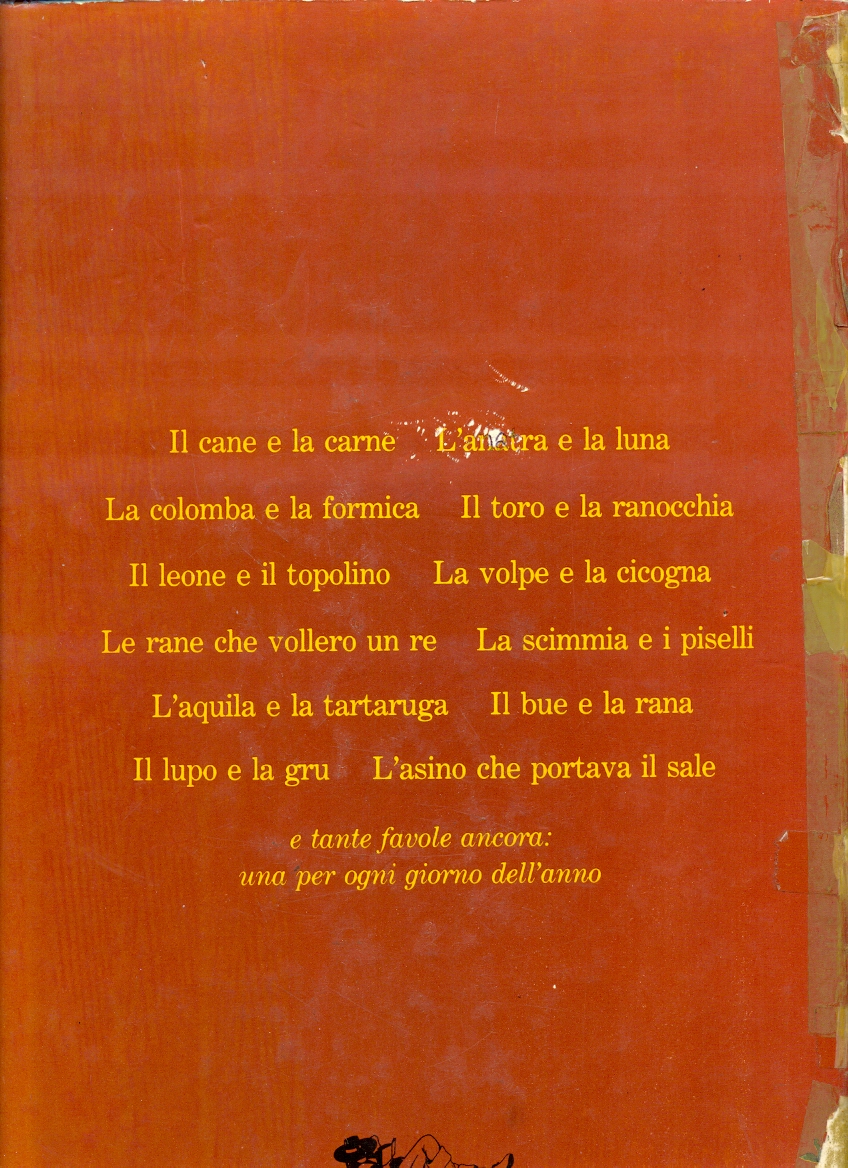 Il cane e la carne L'anatra e la luna
La colomba e la formica Il toro e la ranocchia
Il leone e il topolino La volpe e la cicogna
Le rane che vollero un re La scimmia e i piselli
L'aquila e la tartaruga Il bue e la rana
Il lupo e la gru L'asino che portava il sale
e tante favole ancora:
una per ogni giorno dell'anno